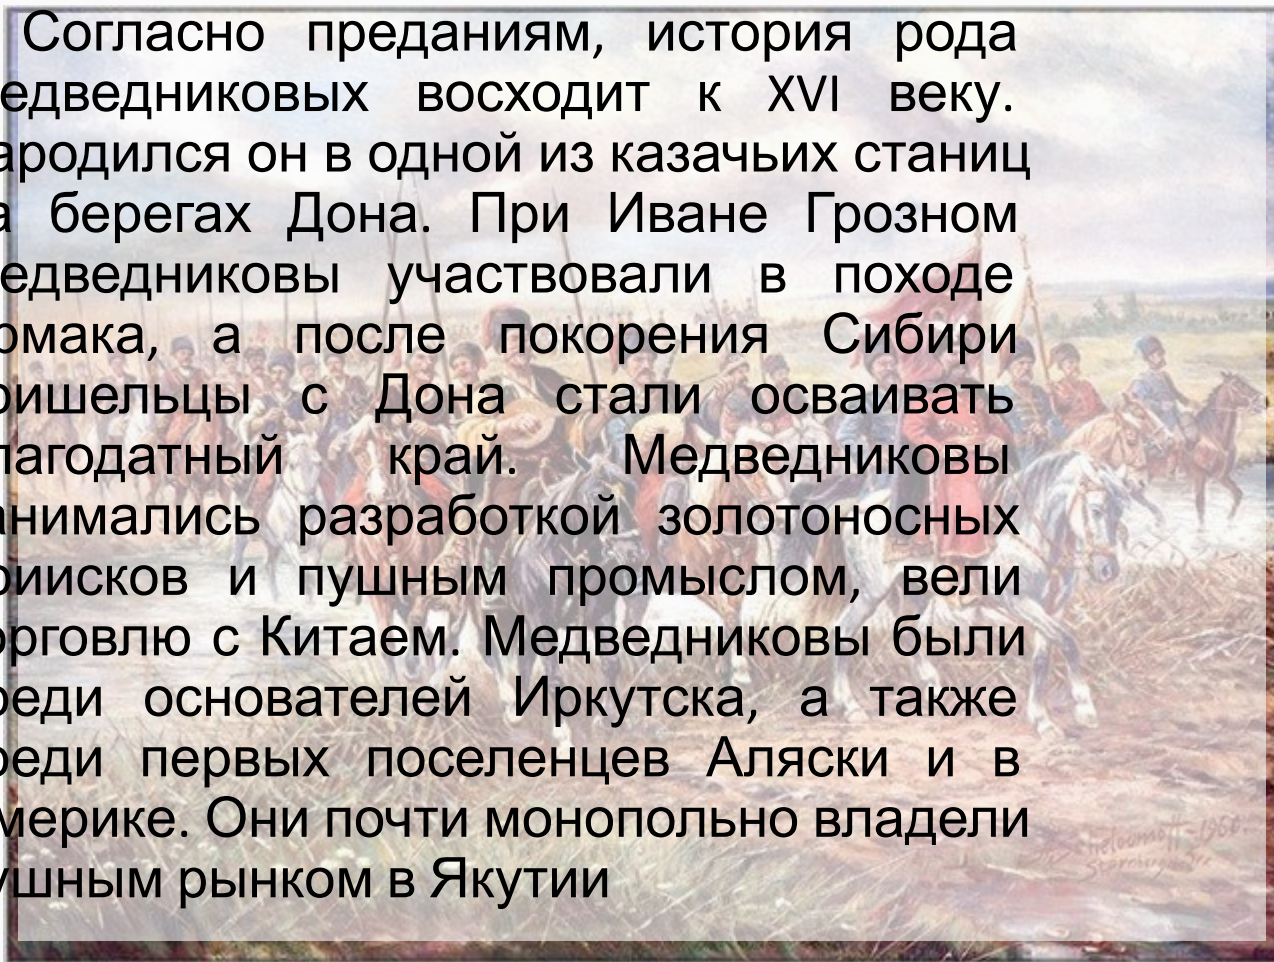 Согласно преданиям, история рода
едведниковых восходит к XVI веку.
ародился он в одной из казачьих станиц
а берегах Дона. При Иване Грозном
едведниковы участвовали в походе
омака, а после покорения Сибири
ришельцы с Дона стали осваивать
лагодатный край. Медведниковы
анимались разработкой золотоносных
риисков и пушным промыслом, вели
орговлю с Китаем. Медведниковы были
реди основателей Иркутска, а также
реди первых поселенцев Аляски и в
мерике. Они почти монопольно владели
ушным рынком в Якутии